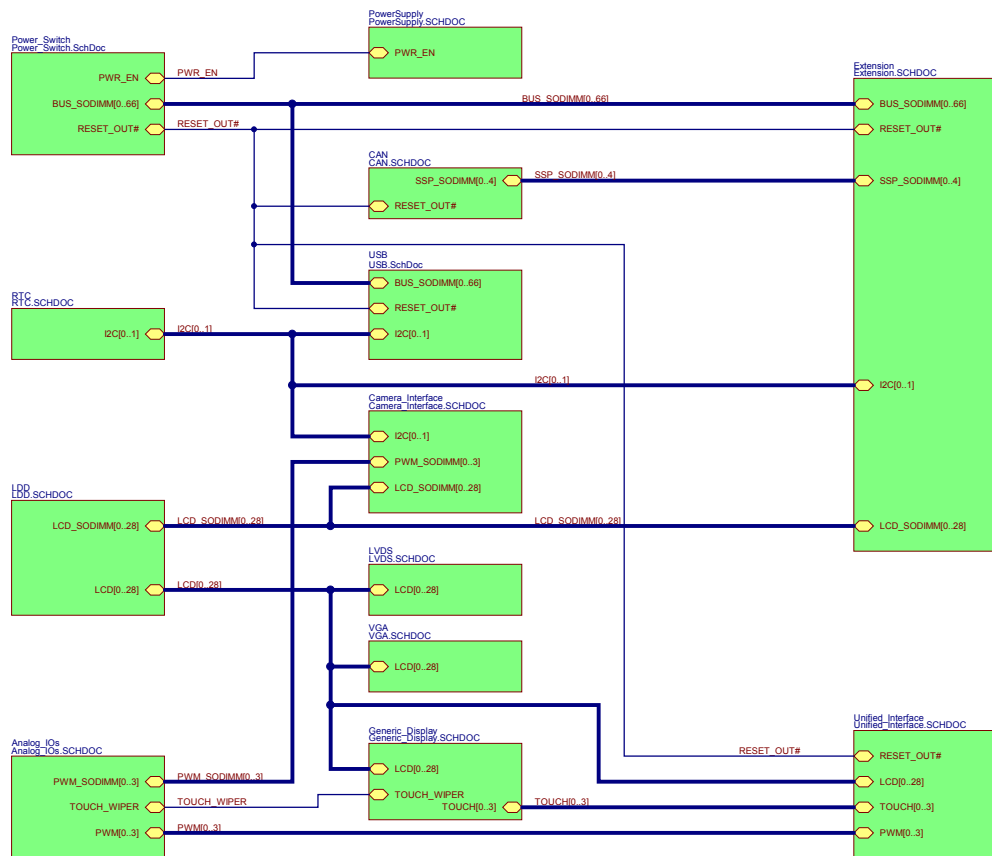 PowerSupply
PowerSupply.SCHDOC
PWR_EN
Power_Switch
Power_Switch.SchDoc
PWR_EN
BUS_SODIMM[0..66]
RESET_OUT#
PWR_EN
RESET_OUT#
BUS_SODIMM[0..66]
Extension
Extension.SCHDOC
BUS_SODIMM[0..66]
RESET_OUT#
SSP_SODIMM[0..4]
I2C[0..1]
LCD_SODIMM[0..28]
CAN
CAN.SCHDOC
SSP_SODIMM[0..4]
RESET_OUT#
SSP_SODIMM[0..4]
USB
USB.SchDoc
BUS_SODIMM[0..66]
RESET_OUT#
I2C[0..1]
RTC
RTC.SCHDOC
I2C[0..1]
I2C[0..1]
I2C[0..1]
Camera_Interface
Camera_Interface.SCHDOC
I2C[0..1]
PWM_SODIMM[0..3]
LCD_SODIMM[0..28]
LDD
LDD.SCHDOC
LCD_SODIMM[0..28]
LCD[0..28]
LCD_SODIMM[0..28]
LCD_SODIMM[0..28]
LCD[0..28]
LVDS
LVDS.SCHDOC
LCD[0..28]
VGA
VGA.SCHDOC
LCD[0..28]
Generic_Display
Generic_Display.SCHDOC
LCD[0..28]
TOUCH_WIPER
TOUCH[0..3]
TOUCH[0..3]
Analog_IOs
Analog_IOs.SCHDOC
PWM_SODIMM[0..3]
TOUCH_WIPER
PWM[0..3]
PWM_SODIMM[0..3]
TOUCH_WIPER
PWM[0..3]
RESET_OUT#
Unified_Interface
Unified_Interface.SCHDOC
RESET_OUT#
LCD[0..28]
TOUCH[0..3]
PWM[0..3]